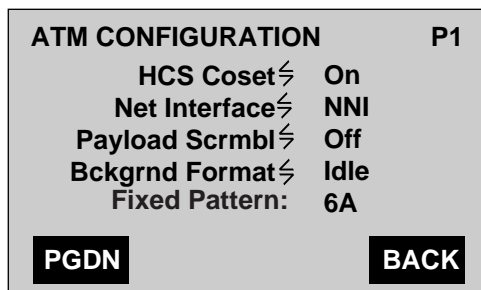 ATM CONFIGURATION P1
HCS Coset On
Net Interface NNI
Payload Scrmbl Off
Bckgrnd Format Idle
Fixed Pattern: 6A
PGDN BACK